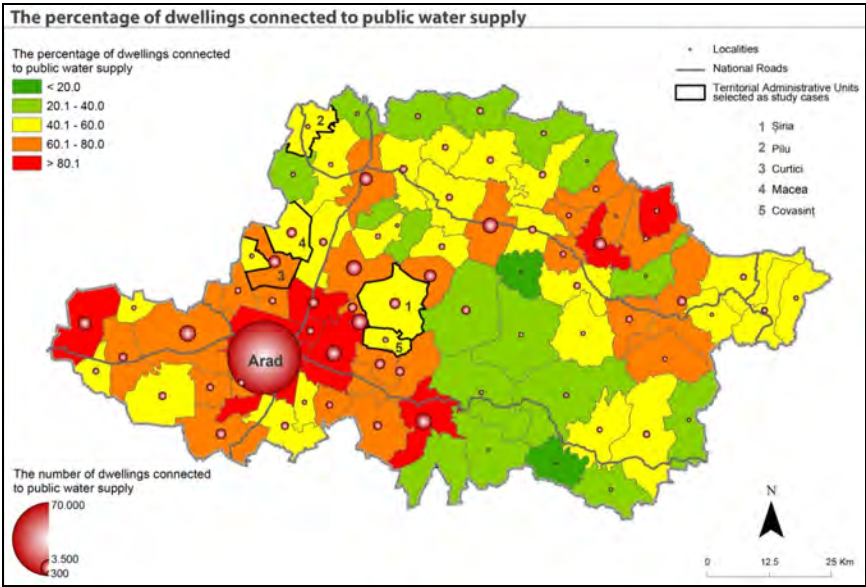 The percentage of dwellings connected to public water supply
The percentage of dwellings connected
to public water supply
< 20.0
20.1 - 40.0
40.1 - 60.0
60.1 - 80.0
> 80.1
Localities
National Roads
Territorial Administrative Units
selected as study cases
1 Șiria
2 Pilu
3 Curtici
4 Macea
5 Covasinț
2
4
3
1
5
Arad
The number of dwellings connected
to public water supply
70.000
3.500
300
N
0 12.5 25 Km